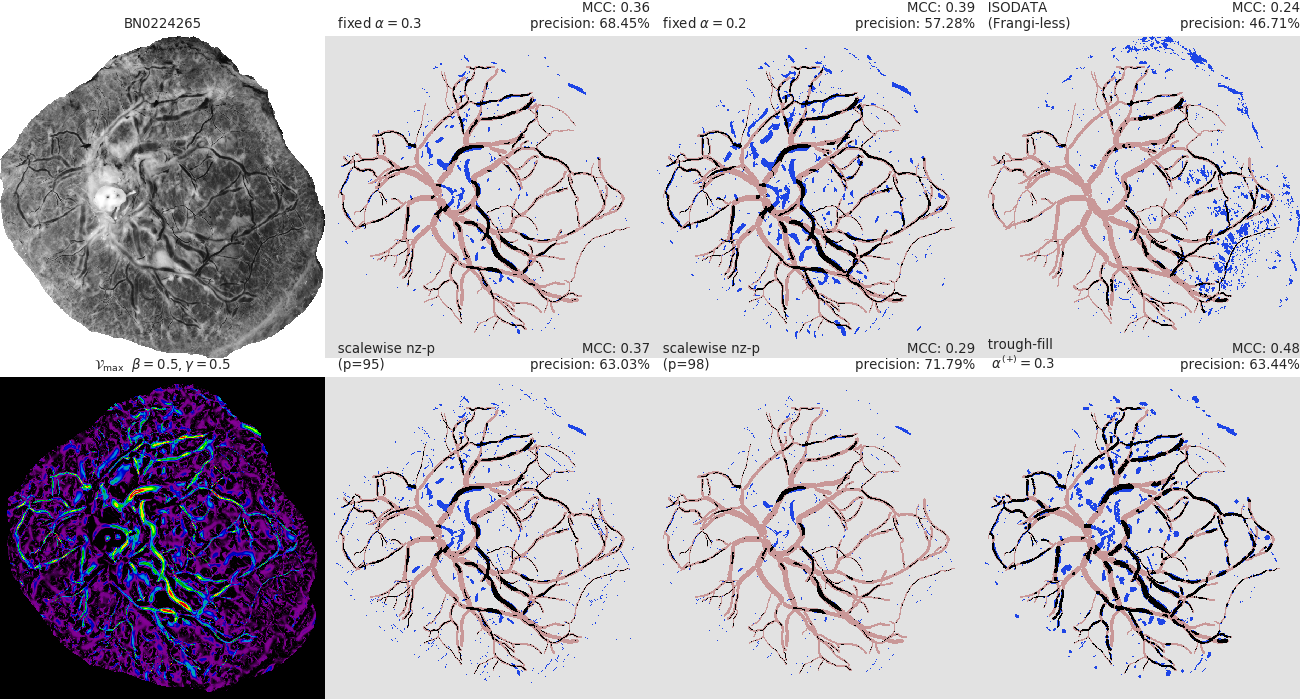 BN0224265
fixed α = 0.3
MCC: 0.36
precision: 68.45%
fixed α = 0.2
MCC: 0.39
precision: 57.28%
ISODATA
(Frangi-less)
MCC: 0.24
precision: 46.71%
𝒱max β = 0.5, γ = 0.5
scalewise nz-p
(p=95)
MCC: 0.37
precision: 63.03%
scalewise nz-p
(p=98)
MCC: 0.29
precision: 71.79%
trough-fill
α(+) = 0.3
MCC: 0.48
precision: 63.44%